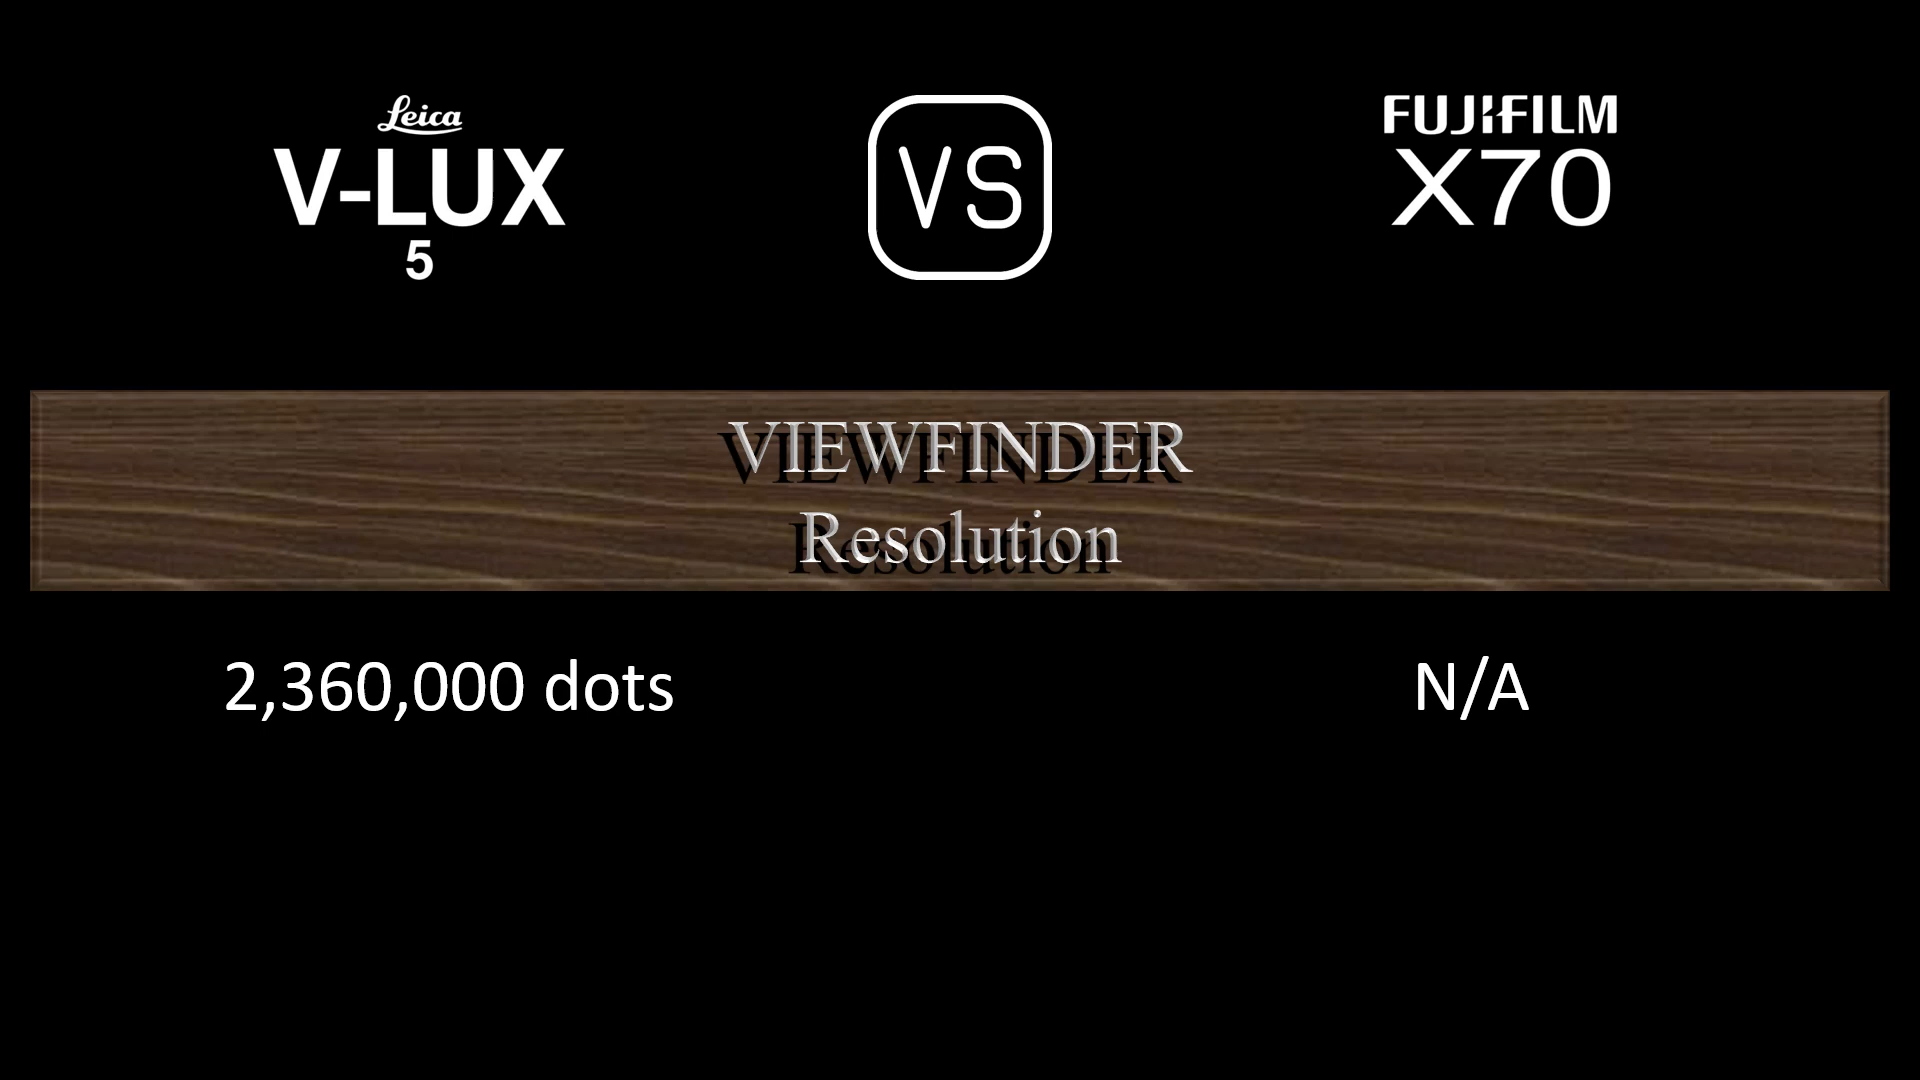 Leica
V-LUX
5
VS
FUJIFILM
X70
VIEWFINDER
Resolution
2,360,000 dots
N/A